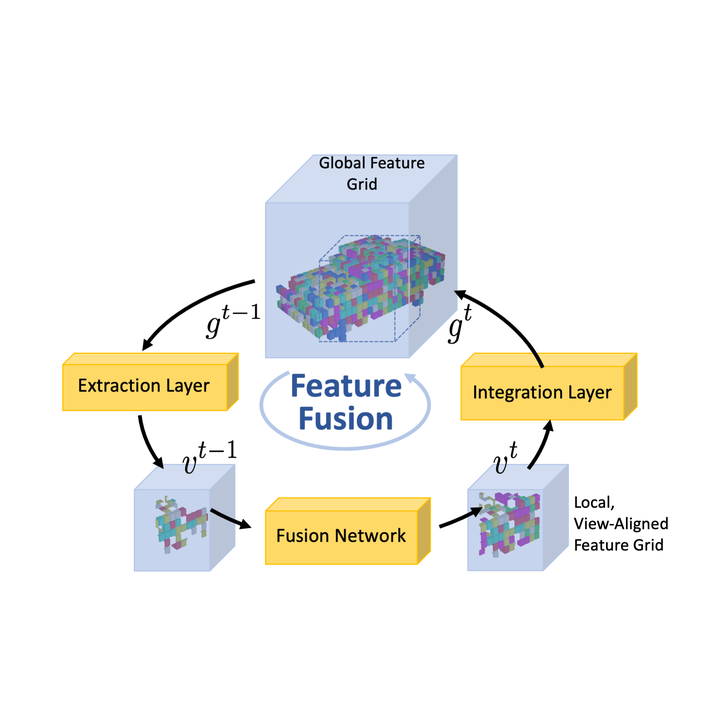 Global Feature
Grid
g^{t−1}
g^t
Extraction Layer
Feature
Fusion
Integration Layer
v^{t−1}
v^t
Fusion Network
Local,
View-Aligned
Feature Grid